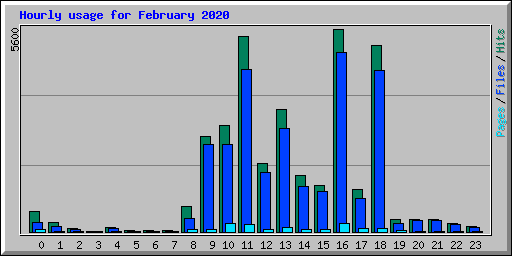 Hourly usage for February 2020
5600
Pages/Files/Hits
0 1 2 3 4 5 6 7 8 9 10 11 12 13 14 15 16 17 18 19 20 21 22 23